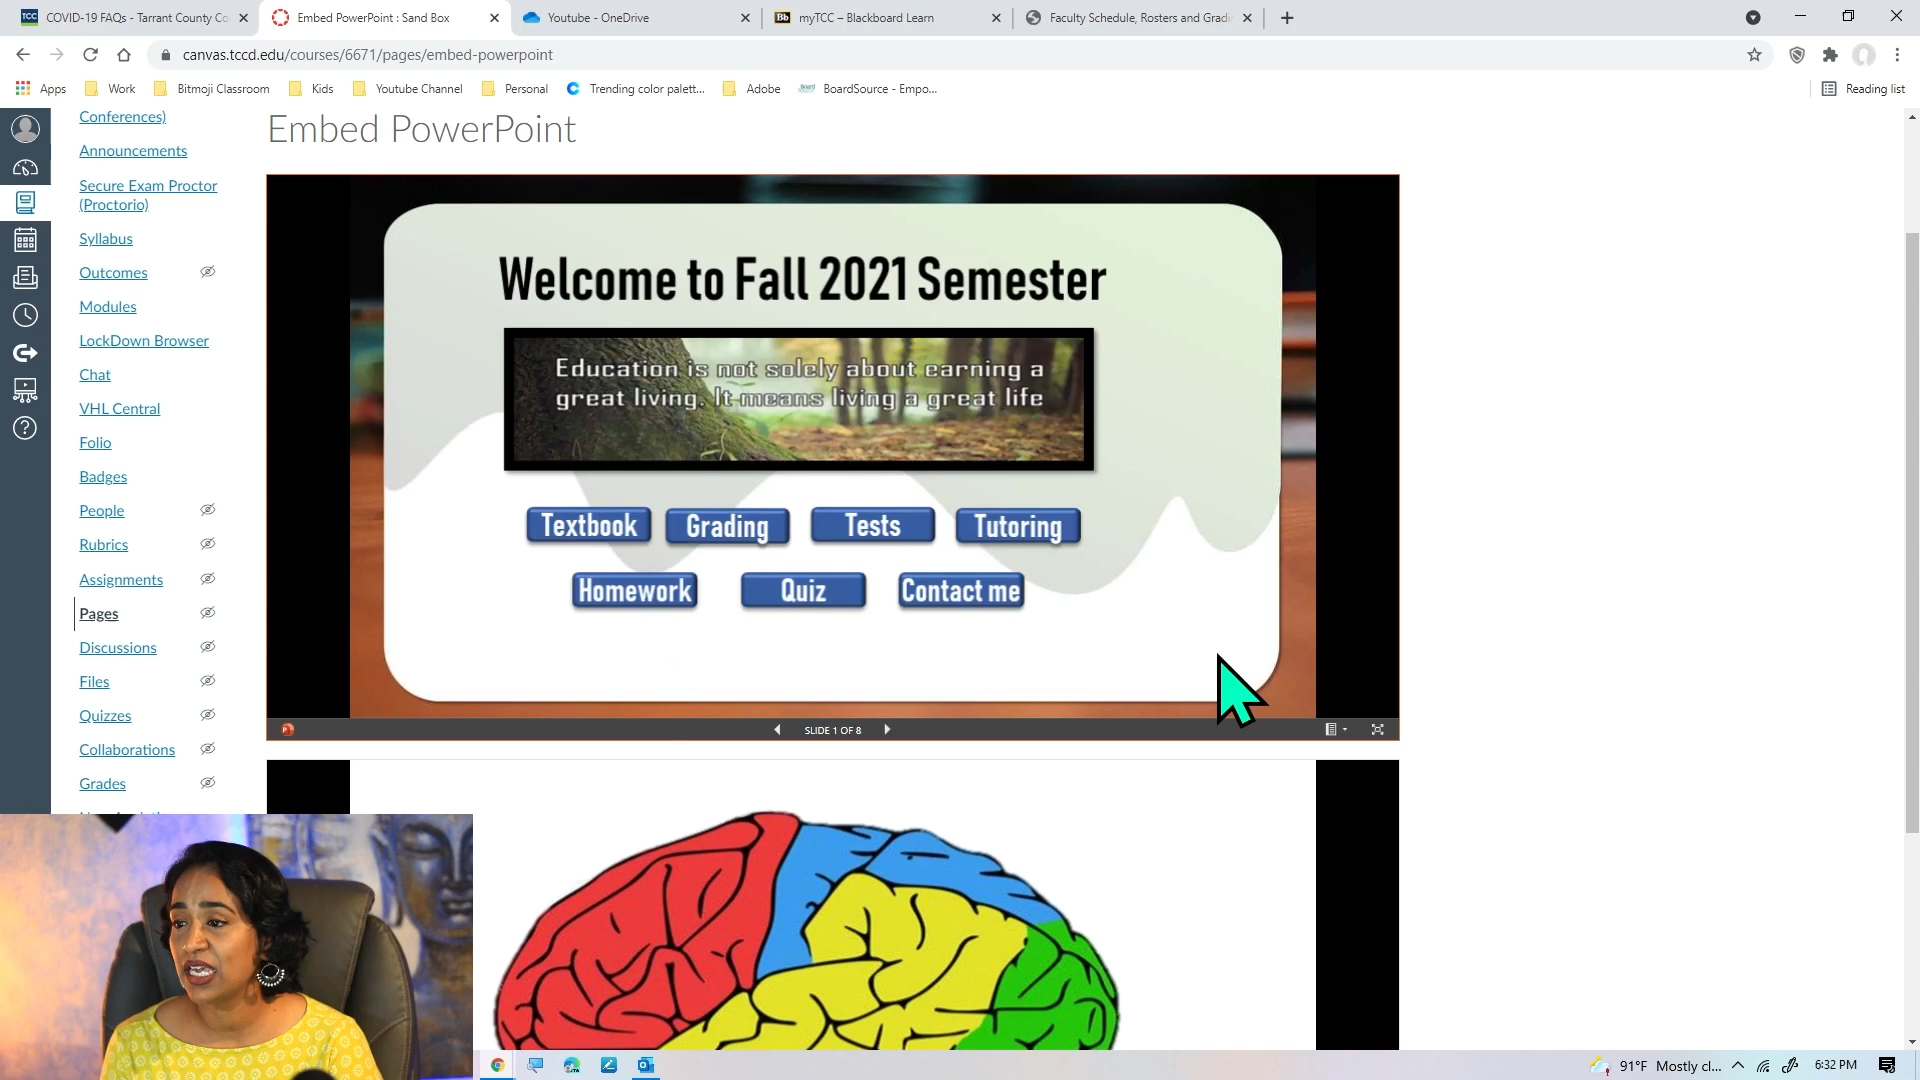 COVID-19 FAQs - Tarrant County Co
Embed PowerPoint : Sand Box
Youtube - OneDrive
myTCC – Blackboard Learn
Faculty Schedule, Rosters and Gradi
canvas.tccd.edu/courses/6671/pages/embed-powerpoint
Apps
Work
Bitmoji Classroom
Kids
Youtube Channel
Personal
Trending color palett...
Adobe
BoardSource - Empo...
Reading list
Conferences)
Announcements
Secure Exam Proctor
(Proctorio)
Syllabus
Outcomes
Modules
LockDown Browser
Chat
VHL Central
Folio
Badges
People
Rubrics
Assignments
Pages
Discussions
Files
Quizzes
Collaborations
Grades
Embed PowerPoint
Welcome to Fall 2021 Semester
Education is not solely about earning a
great living. It means living a great life
Textbook
Grading
Tests
Tutoring
Homework
Quiz
Contact me
SLIDE 1 OF 8
91°F Mostly cl...
6:32 PM